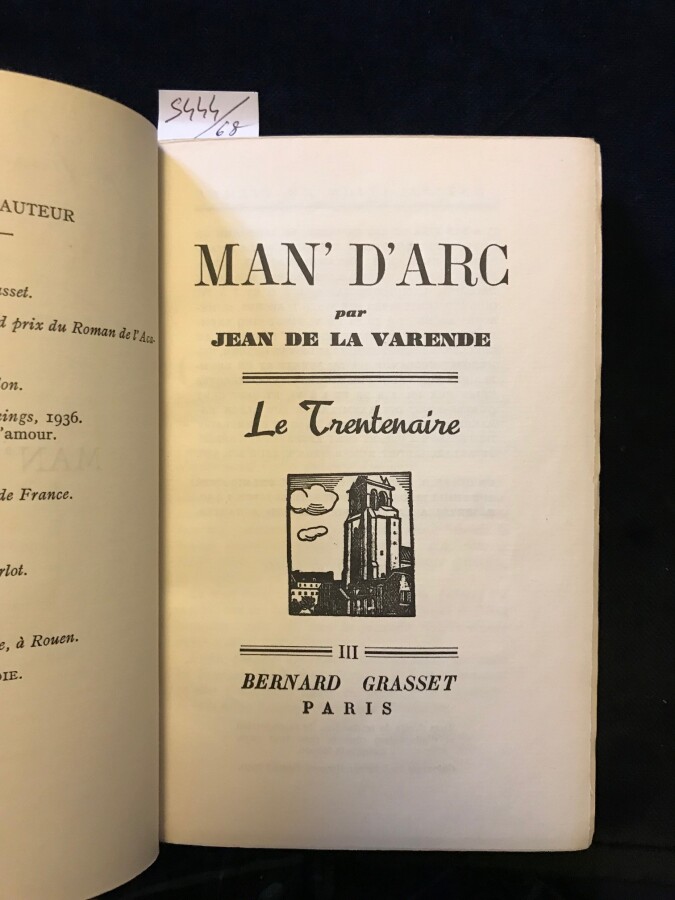 S444/68
AUTEUR
sset.
d prix du Roman de l'Aca-
on.
eings, 1936.
'amour.
de France.
rlot.
e, à Rouen.
IE.
MAN' D'ARC
par
JEAN DE LA VARENDE
Le Trentenaire
III
BERNARD GRASSET
PARIS